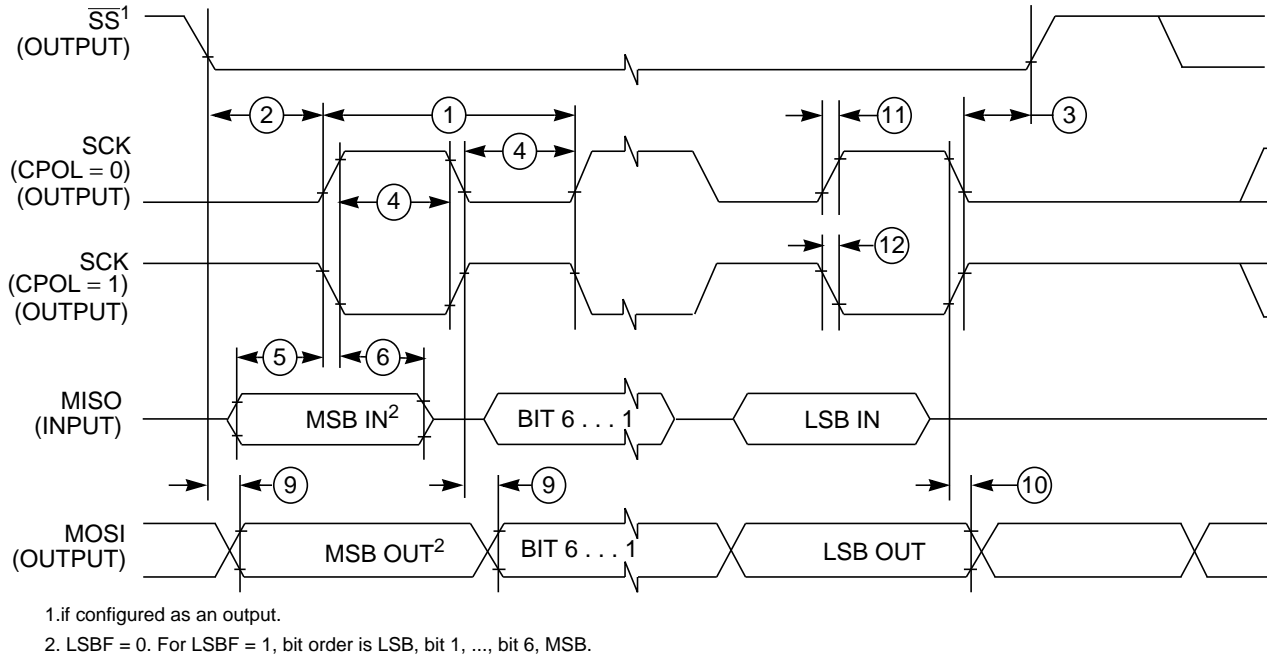 SS¹
(OUTPUT)
2
1
11
3
SCK
(CPOL = 0)
(OUTPUT)
4
4
12
SCK
(CPOL = 1)
(OUTPUT)
5
6
MISO
(INPUT)
MSB IN²
BIT 6 . . . 1
LSB IN
9
9
10
MOSI
(OUTPUT)
MSB OUT²
BIT 6 . . . 1
LSB OUT
1.if configured as an output.
2. LSBF = 0. For LSBF = 1, bit order is LSB, bit 1, ..., bit 6, MSB.